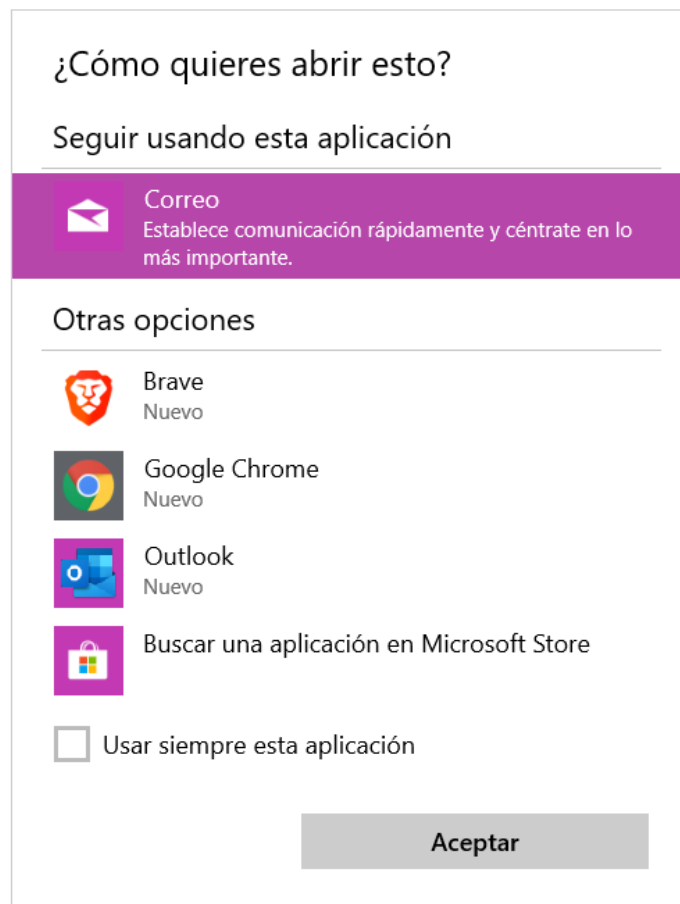 ¿Cómo quieres abrir esto?
Seguir usando esta aplicación
Correo
Establece comunicación rápidamente y céntrate en lo
más importante.
Otras opciones
Brave
Nuevo
Google Chrome
Nuevo
Outlook
Nuevo
Buscar una aplicación en Microsoft Store
Usar siempre esta aplicación
Aceptar